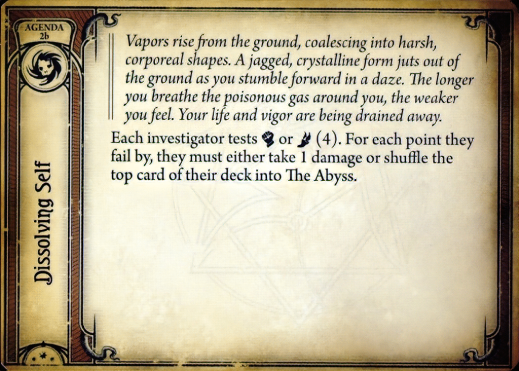 AGENDA
2b
Dissolving Self
Vapors rise from the ground, coalescing into harsh,
corporeal shapes. A jagged, crystalline form juts out of
the ground as you stumble forward in a daze. The longer
you breathe the poisonous gas around you, the weaker
you feel. Your life and vigor are being drained away.
Each investigator tests or (4). For each point they
fail by, they must either take 1 damage or shuffle the
top card of their deck into The Abyss.